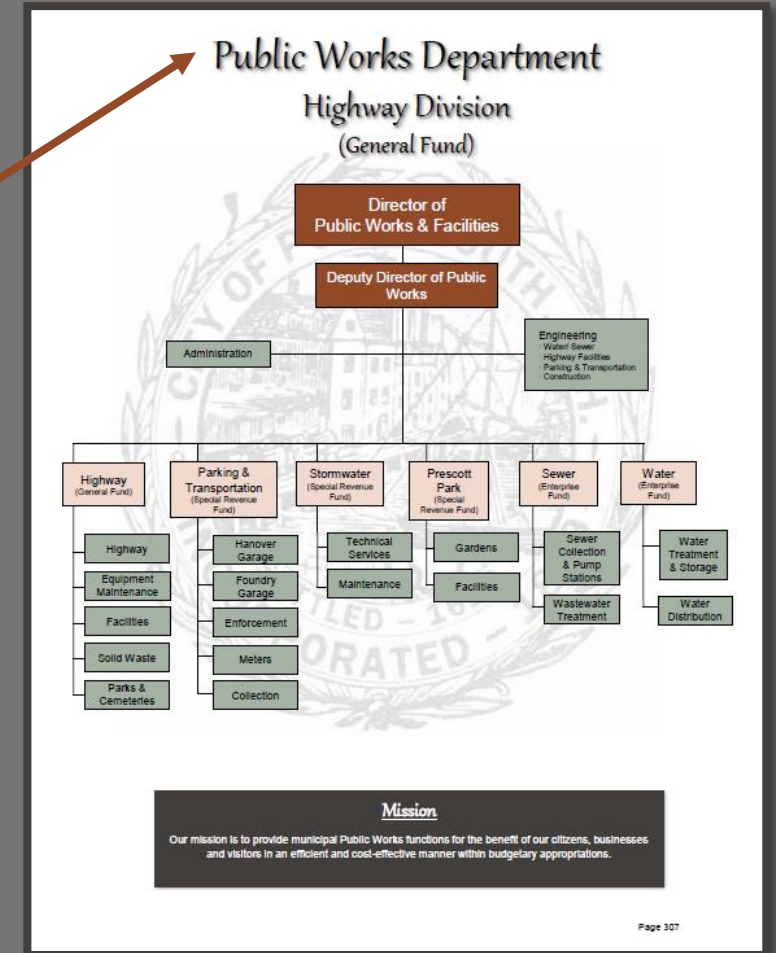 Public Works Department
Highway Division
(General Fund)
Director of
Public Works & Facilities
Deputy Director of Public
Works
Administration
Engineering
· Water/ Sewer
· Highway Facilities
· Parking & Transportation
· Construction
Highway
(General Fund)
Highway
Equipment
Maintenance
Facilities
Solid Waste
Parks &
Cemeteries
Parking &
Transportation
(Special Revenue
Fund)
Hanover
Garage
Foundry
Garage
Enforcement
Meters
Collection
Stormwater
(Special Revenue
Fund)
Technical
Services
Maintenance
Prescott
Park
(Special
Revenue Fund)
Gardens
Facilities
Sewer
(Enterprise
Fund)
Sewer
Collection
& Pump
Stations
Wastewater
Treatment
Water
(Enterprise
Fund)
Water
Treatment
& Storage
Water
Distribution
Mission
Our mission is to provide municipal Public Works functions for the benefit of our citizens, businesses
and visitors in an efficient and cost-effective manner within budgetary appropriations.
Page 307